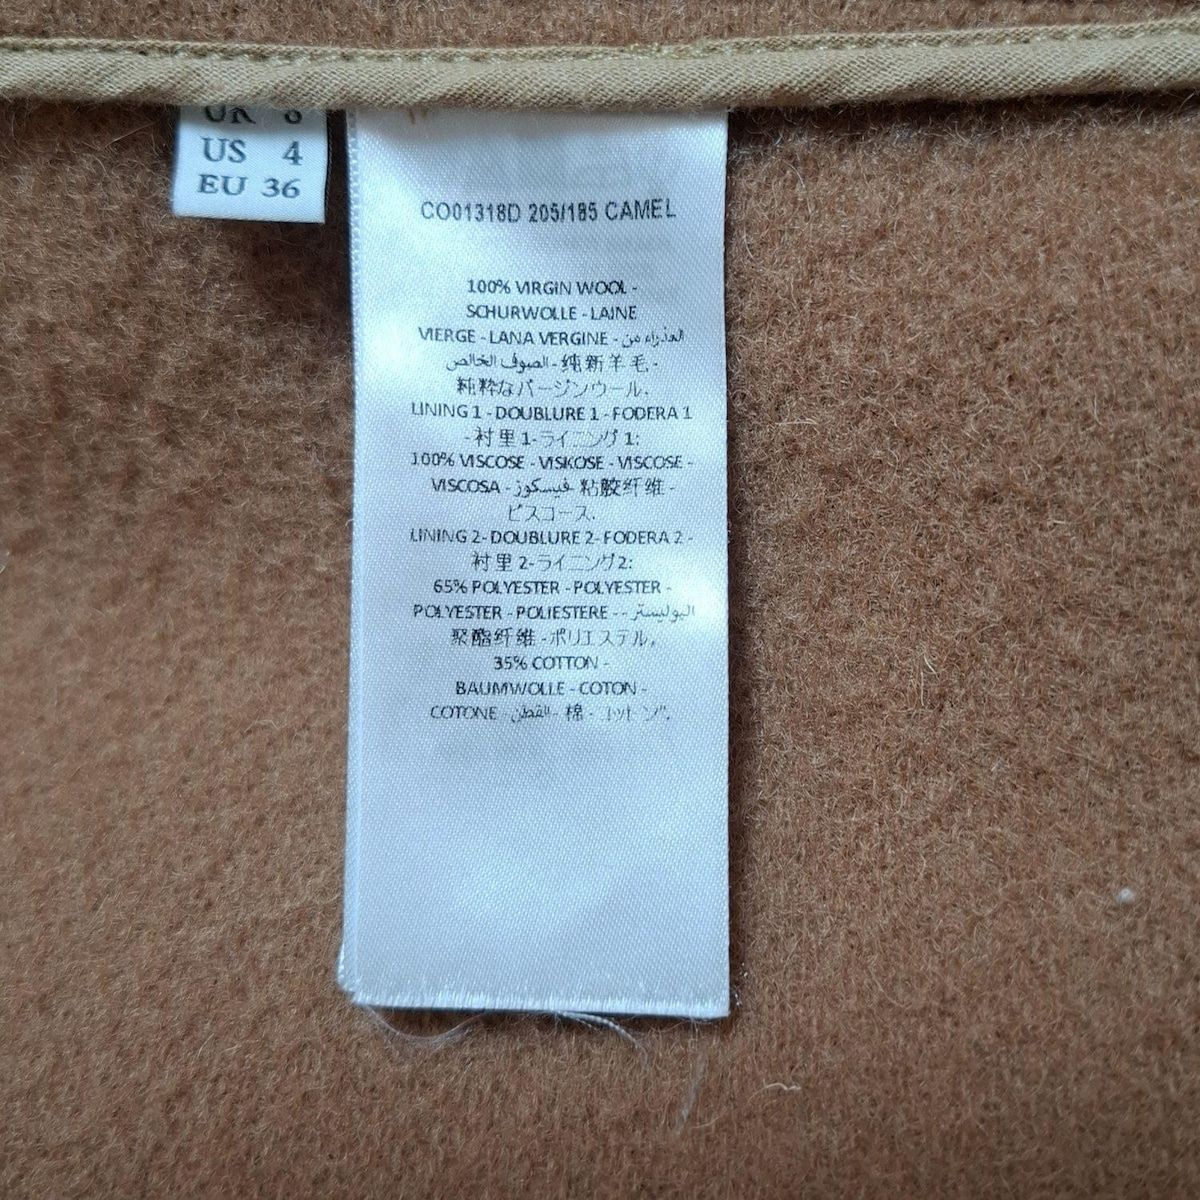 UK 8
US 4
EU 36
CO01318D 205/185 CAMEL
100% VIRGIN WOOL -
SCHURWOLLE - LAINE
VIERGE - LANA VERGINE - العذراء من
الصوف الخالص - 纯新羊毛 -
純粋なバージンウール.
LINING 1 - DOUBLURE 1 - FODERA 1
- 衬里 1-ライニング 1:
100% VISCOSE - VISKOSE - VISCOSE -
VISCOSA - فيسكوز 粘胶纤维 -
ビスコース.
LINING 2 - DOUBLURE 2 - FODERA 2 -
衬里 2-ライニング2:
65% POLYESTER - POLYESTER -
POLYESTER - POLIESTERE - - البوليستر
聚酯纤维 - ポリエステル,
35% COTTON -
BAUMWOLLE - COTON -
COTONE - القطن - 棉 - コットン".